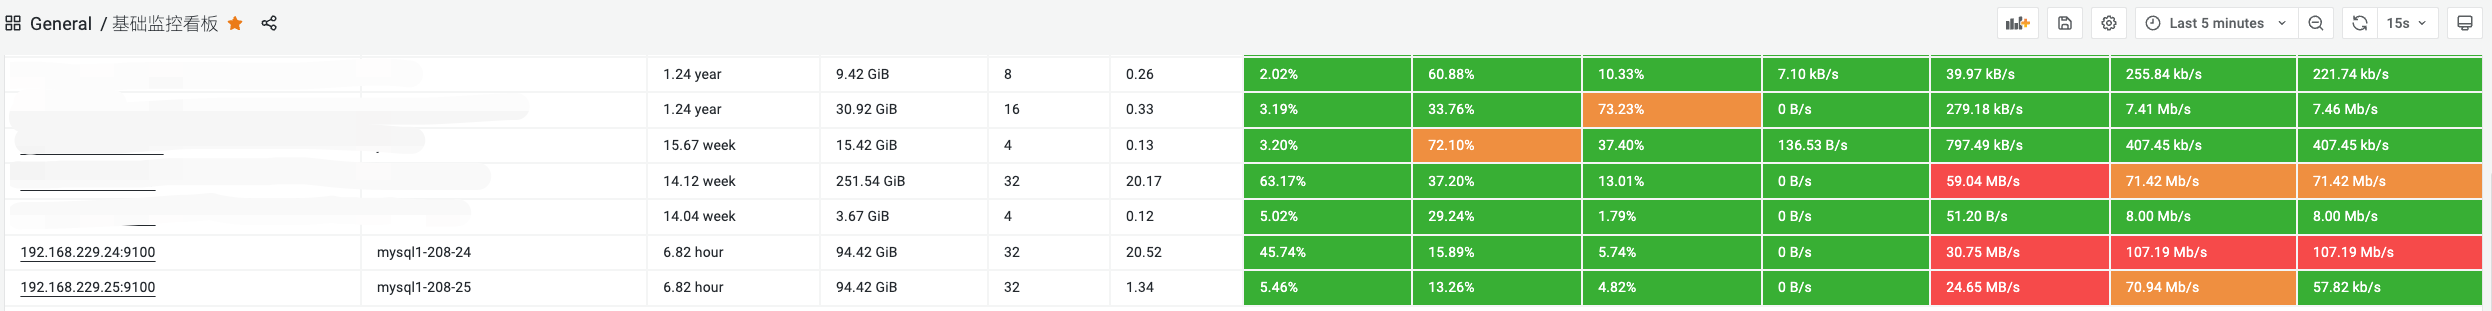 General / 基础监控看板 Last 5 minutes 15s
1.24 year 9.42 GiB 8 0.26 2.02% 60.88% 10.33% 7.10 kB/s 39.97 kB/s 255.84 kb/s 221.74 kb/s
1.24 year 30.92 GiB 16 0.33 3.19% 33.76% 73.23% 0 B/s 279.18 kB/s 7.41 Mb/s 7.46 Mb/s
15.67 week 15.42 GiB 4 0.13 3.20% 72.10% 37.40% 136.53 B/s 797.49 kB/s 407.45 kb/s 407.45 kb/s
14.12 week 251.54 GiB 32 20.17 63.17% 37.20% 13.01% 0 B/s 59.04 MB/s 71.42 Mb/s 71.42 Mb/s
14.04 week 3.67 GiB 4 0.12 5.02% 29.24% 1.79% 0 B/s 51.20 B/s 8.00 Mb/s 8.00 Mb/s
192.168.229.24:9100 mysql1-208-24 6.82 hour 94.42 GiB 32 20.52 45.74% 15.89% 5.74% 0 B/s 30.75 MB/s 107.19 Mb/s 107.19 Mb/s
192.168.229.25:9100 mysql1-208-25 6.82 hour 94.42 GiB 32 1.34 5.46% 13.26% 4.82% 0 B/s 24.65 MB/s 70.94 Mb/s 57.82 kb/s